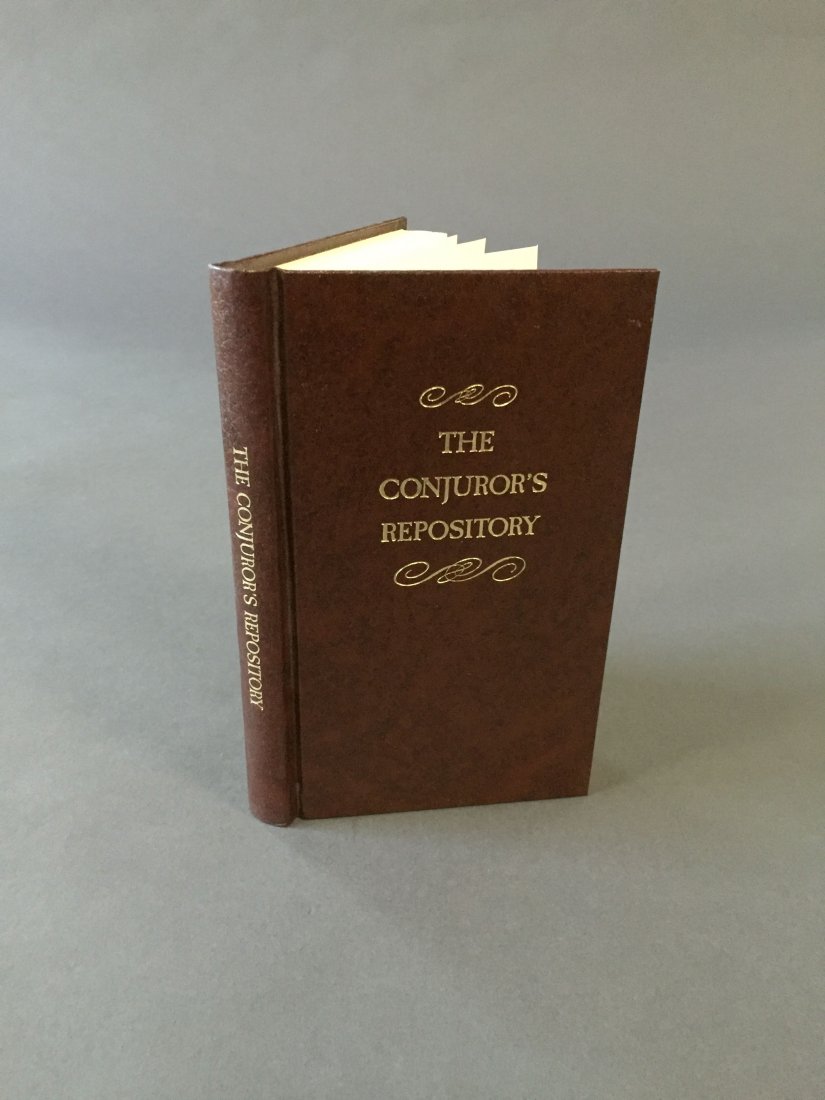 THE CONJUROR'S REPOSITORY
THE
CONJUROR'S
REPOSITORY